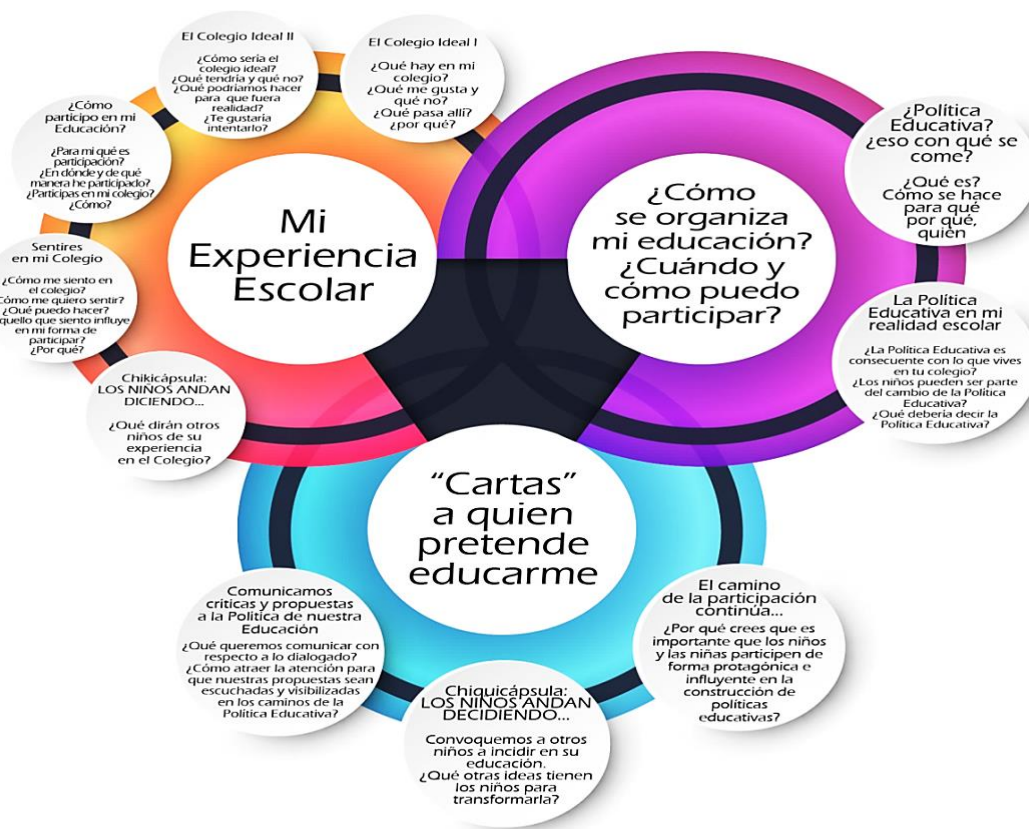 El Colegio Ideal II
¿Cómo sería el
colegio ideal?
¿Qué tendría y qué no?
¿Qué podríamos hacer
para que fuera
realidad?
¿Te gustaría
intentarlo?
El Colegio Ideal I
¿Qué hay en mi
colegio?
¿Qué me gusta y
qué no?
¿Qué pasa allí?
¿por qué?
¿Cómo
participo en mi
Educación?
¿Para mi qué es
participación?
¿En dónde y de qué
manera he participado?
¿Participas en mi colegio?
¿Cómo?
Sentires
en mi Colegio
¿Cómo me siento en
el colegio?
Cómo me quiero sentir?
¿Qué puedo hacer?
quello que siento influye
en mi forma de
participar?
¿Por qué?
Chikicápsula:
LOS NIÑOS ANDAN
DICIENDO...
¿Qué dirán otros
niños de su
experiencia
en el Colegio?
Mi
Experiencia
Escolar
¿Cómo
se organiza
mi educación?
¿Cuándo y
cómo puedo
participar?
¿Política
Educativa?
¿eso con qué se
come?
¿Qué es?
Cómo se hace
para qué
por qué,
quién
La Política
Educativa en mi
realidad escolar
¿La Política Educativa es
consecuente con lo que vives
en tu colegio?
¿Los niños pueden ser parte
del cambio de la Política
Educativa?
¿Qué debería decir la
Política Educativa?
“Cartas”
a quien
pretende
educarme
Comunicamos
criticas y propuestas
a la Política de nuestra
Educación
¿Qué queremos comunicar con
respecto a lo dialogado?
¿Cómo atraer la atención para
que nuestras propuestas sean
escuchadas y visibilizadas
en los caminos de la
Política Educativa?
Chiquicápsula:
LOS NIÑOS ANDAN
DECIDIENDO...
Convoquemos a otros
niños a incidir en su
educación.
¿Qué otras ideas tienen
los niños para
transformarla?
El camino
de la participación
continúa...
¿Por qué crees que es
importante que los niños
y las niñas participen de
forma protagónica e
influyente en la
construcción de
políticas
educativas?